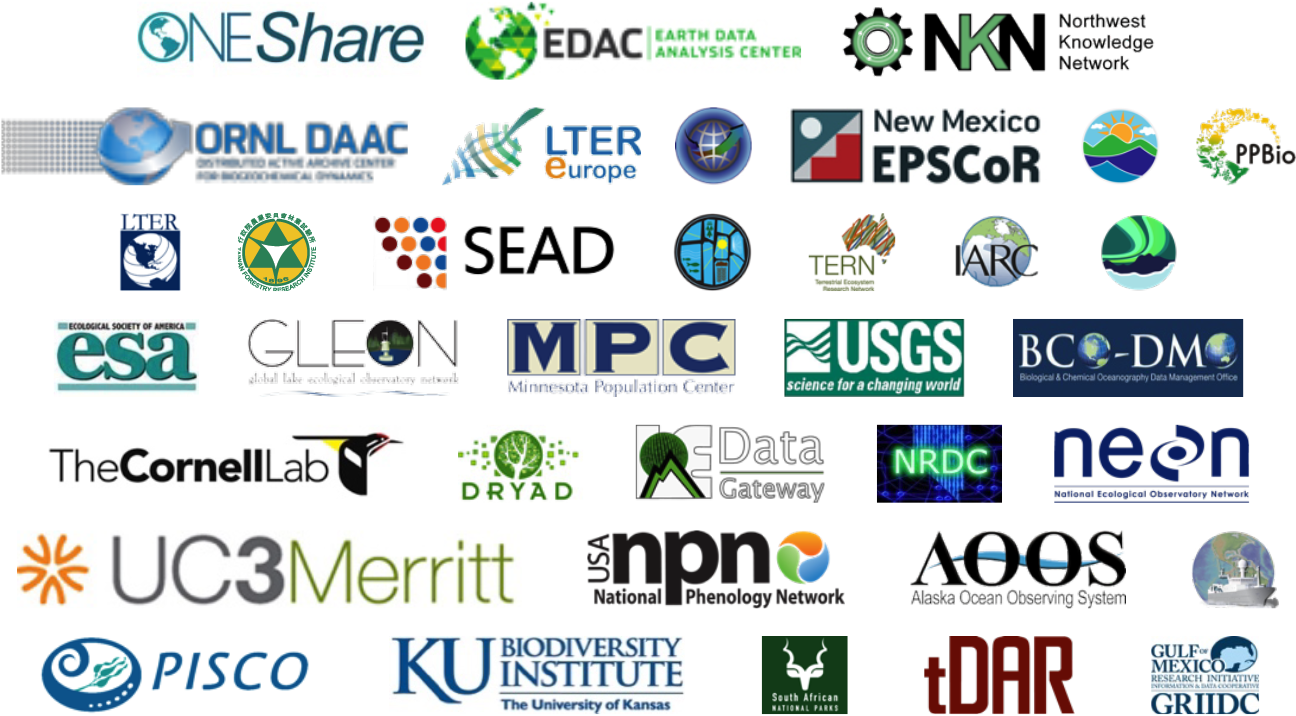 ONEShare
EDAC EARTH DATA
ANALYSIS CENTER
NKN Northwest
Knowledge
Network
ORNL DAAC
DISTRIBUTED ACTIVE ARCHIVE CENTER
FOR BIOGEOCHEMICAL DYNAMICS
LTER
europe
New Mexico
EPSCoR
PPBio
LTER
TAIWAN FORESTRY RESEARCH INSTITUTE
SEAD
TERN
Terrestrial Ecosystem
Research Network
IARC
ECOLOGICAL SOCIETY OF AMERICA
esa
GLEON
global lake ecological observatory network
MPC
Minnesota Population Center
USGS
science for a changing world
BCO-DMO
Biological & Chemical Oceanography Data Management Office
TheCornellLab
DRYAD
Data
Gateway
NRDC
neon
National Ecological Observatory Network
UC3Merritt
USA npn
National Phenology Network
AOOS
Alaska Ocean Observing System
PISCO
KU BIODIVERSITY
INSTITUTE
The University of Kansas
South African
NATIONAL PARKS
tDAR
GULF OF
MEXICO
RESEARCH INITIATIVE
INFORMATION & DATA COOPERATIVE
GRIIDC